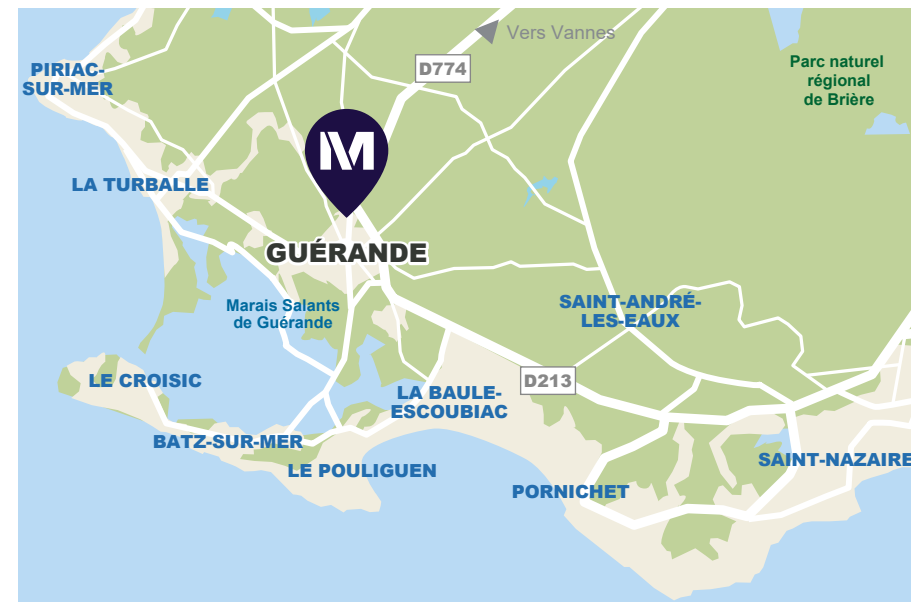 Vers Vannes
D774
PIRIAC-
SUR-MER
Parc naturel
régional
de Brière
M
LA TURBALLE
GUÉRANDE
Marais Salants
de Guérande
SAINT-ANDRÉ-
LES-EAUX
LE CROISIC
D213
LA BAULE-
ESCOUBIAC
BATZ-SUR-MER
LE POULIGUEN
SAINT-NAZAIRE
PORNICHET